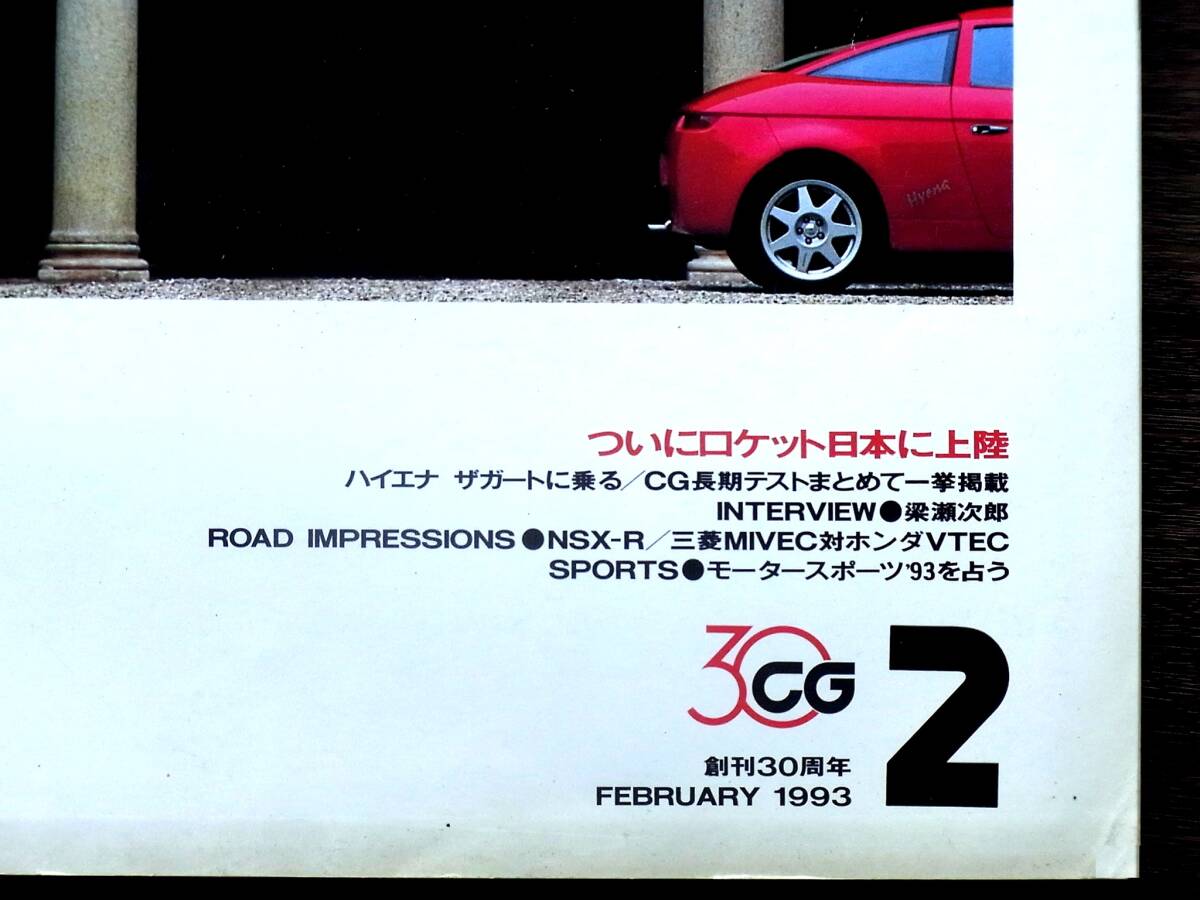 Hyena
ついにロケット日本に上陸
ハイエナ ザガートに乗る／CG長期テストまとめて一挙掲載
INTERVIEW●梁瀬次郎
ROAD IMPRESSIONS●NSX-R／三菱MIVEC対ホンダVTEC
SPORTS●モータースポーツ'93を占う
30CG
2
創刊30周年
FEBRUARY 1993